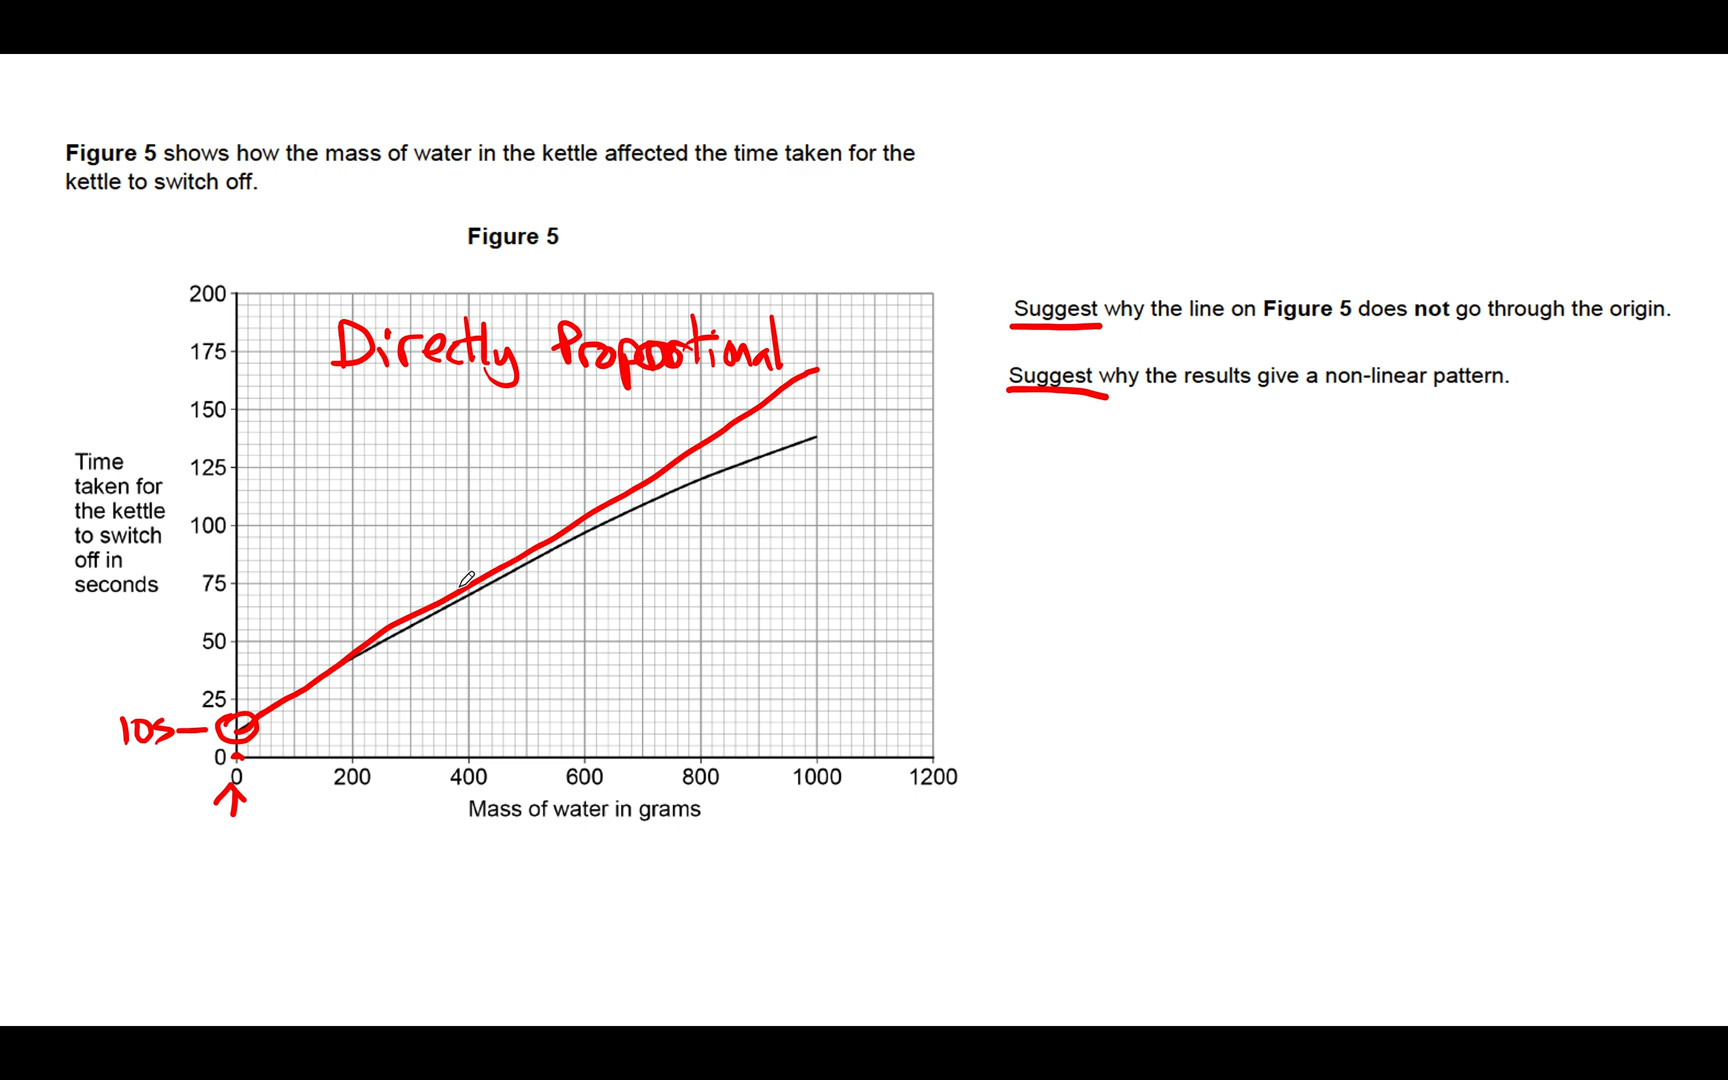 Figure 5 shows how the mass of water in the kettle affected the time taken for the
kettle to switch off.
Figure 5
200
175
150
125
100
75
50
25
0
Time
taken for
the kettle
to switch
off in
seconds
Directly Proportional
10s
0 200 400 600 800 1000 1200
Mass of water in grams
Suggest why the line on Figure 5 does not go through the origin.
Suggest why the results give a non-linear pattern.